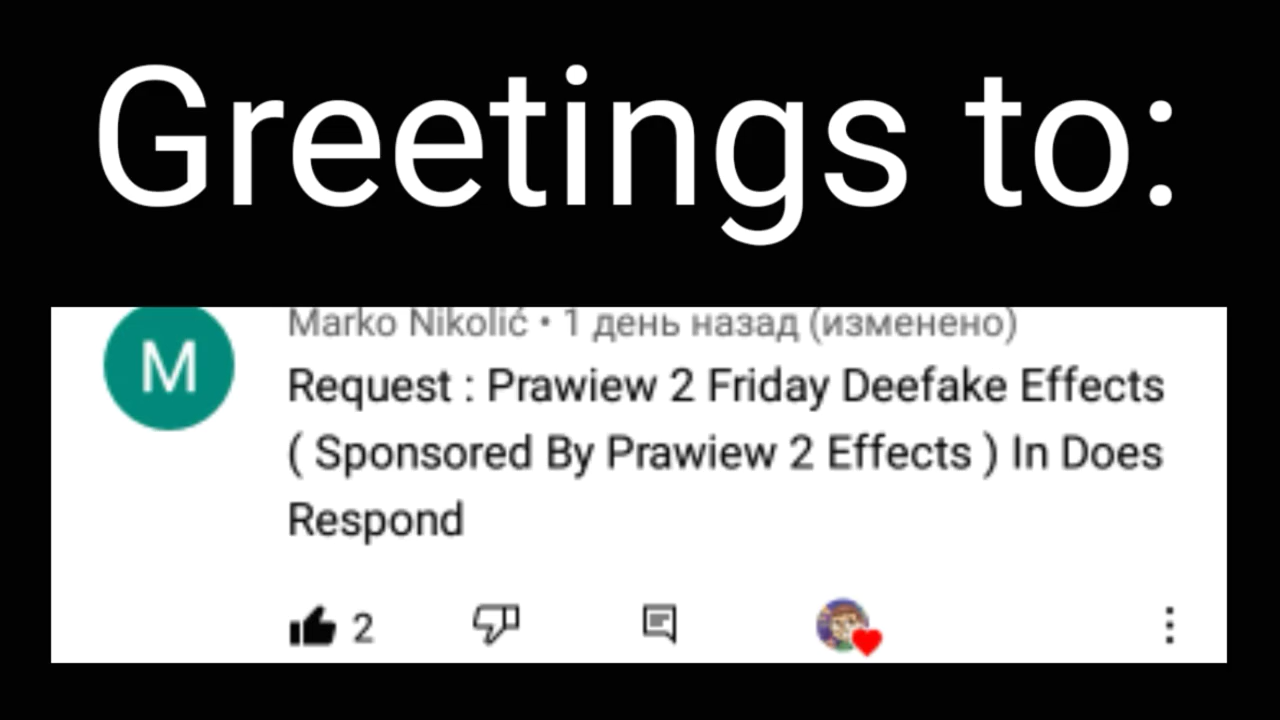 Greetings to:
Marko Nikolić • 1 день назад (изменено)
M
Request : Prawiew 2 Friday Deefake Effects
( Sponsored By Prawiew 2 Effects ) In Does
Respond
2